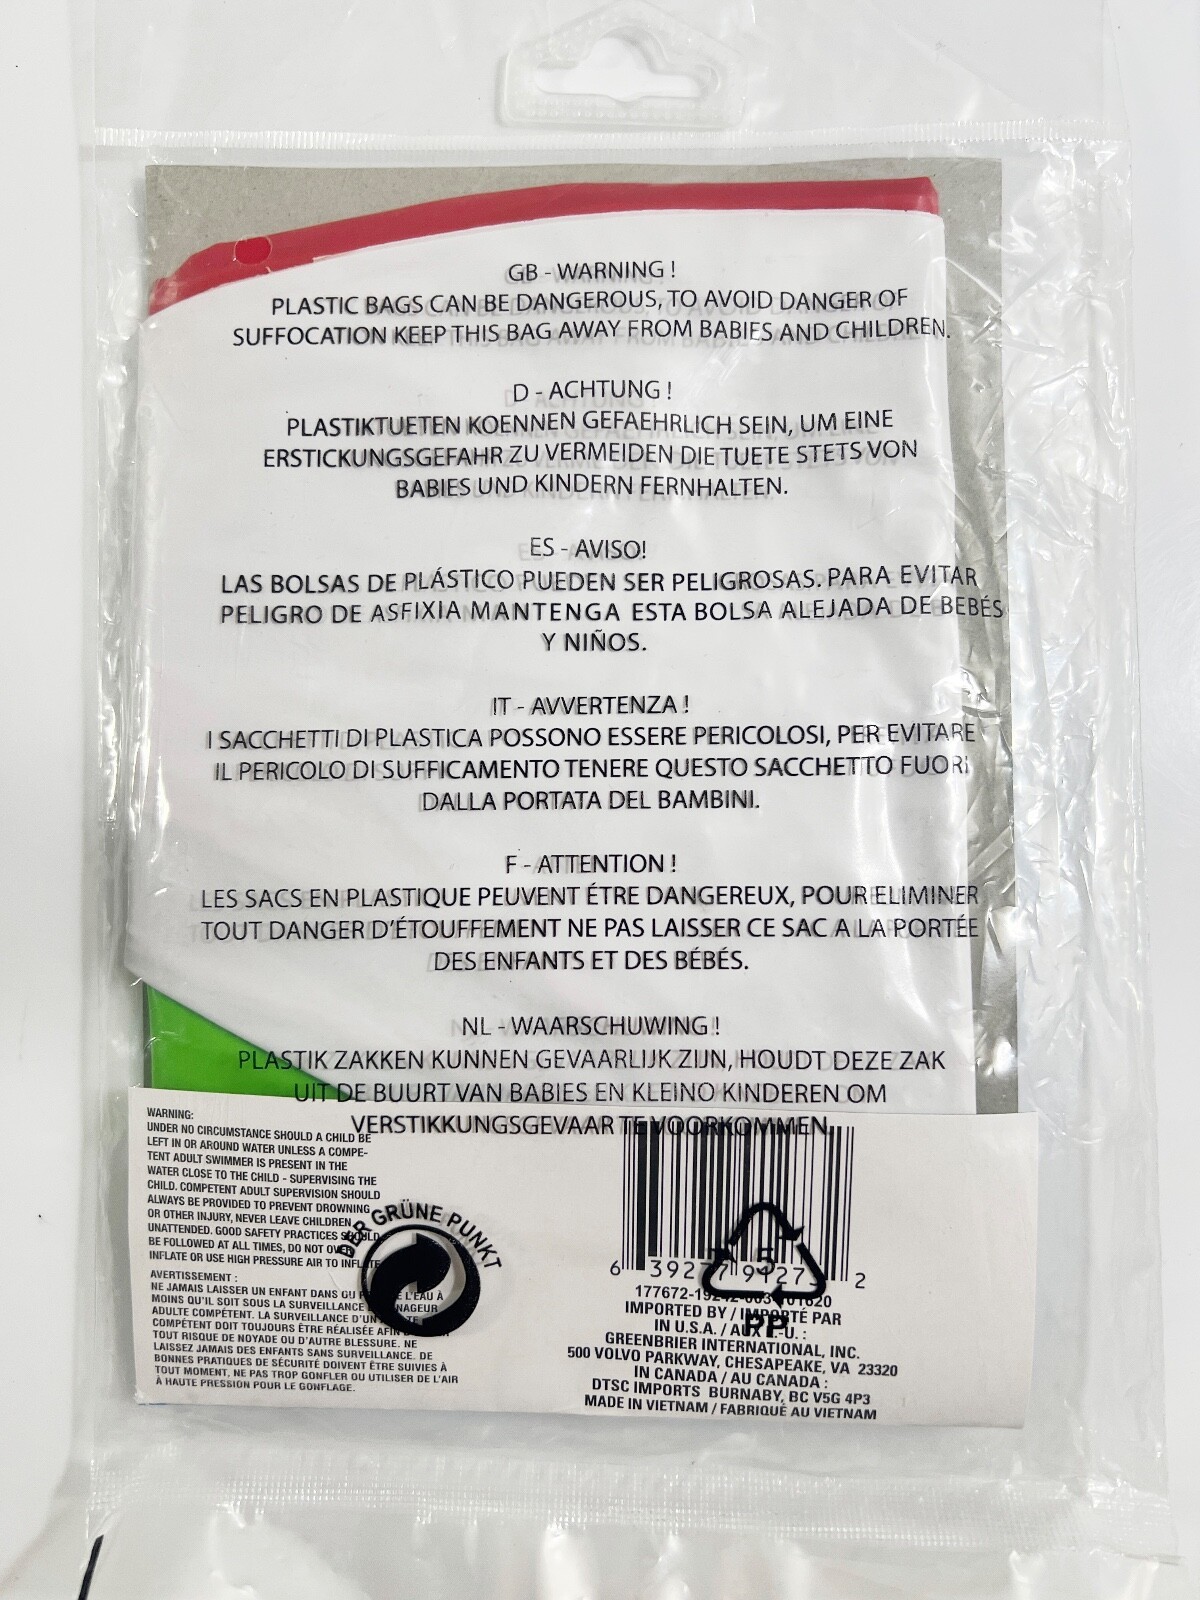 GB - WARNING !
PLASTIC BAGS CAN BE DANGEROUS, TO AVOID DANGER OF
SUFFOCATION KEEP THIS BAG AWAY FROM BABIES AND CHILDREN.
D - ACHTUNG !
PLASTIKTUETEN KOENNEN GEFAEHRLICH SEIN, UM EINE
ERSTICKUNGSGEFAHR ZU VERMEIDEN DIE TUETE STETS VON
BABIES UND KINDERN FERNHALTEN.
ES - AVISO!
LAS BOLSAS DE PLÁSTICO PUEDEN SER PELIGROSAS. PARA EVITAR
PELIGRO DE ASFIXIA MANTENGA ESTA BOLSA ALEJADA DE BEBÉS
Y NIÑOS.
IT - AVVERTENZA !
I SACCHETTI DI PLASTICA POSSONO ESSERE PERICOLOSI, PER EVITARE
IL PERICOLO DI SUFFICAMENTO TENERE QUESTO SACCHETTO FUORI
DALLA PORTATA DEL BAMBINI.
F - ATTENTION !
LES SACS EN PLASTIQUE PEUVENT ÉTRE DANGEREUX, POUR ELIMINER
TOUT DANGER D'ÉTOUFFEMENT NE PAS LAISSER CE SAC A LA PORTÉE
DES ENFANTS ET DES BÉBÉS.
NL - WAARSCHUWING !
PLASTIK ZAKKEN KUNNEN GEVAARLIJK ZIJN, HOUDT DEZE ZAK
UIT DE BUURT VAN BABIES EN KLEINO KINDEREN OM
VERSTIKKUNGSGEVAAR TE VOORKOMMEN.
WARNING:
UNDER NO CIRCUMSTANCE SHOULD A CHILD BE
LEFT IN OR AROUND WATER UNLESS A COMPE-
TENT ADULT SWIMMER IS PRESENT IN THE
WATER CLOSE TO THE CHILD - SUPERVISING THE
CHILD. COMPETENT ADULT SUPERVISION SHOULD
ALWAYS BE PROVIDED TO PREVENT DROWNING
OR OTHER INJURY, NEVER LEAVE CHILDREN
UNATTENDED. GOOD SAFETY PRACTICES SHOULD
BE FOLLOWED AT ALL TIMES, DO NOT OVER
INFLATE OR USE HIGH PRESSURE AIR TO INFLATE
AVERTISSEMENT :
NE JAMAIS LAISSER UN ENFANT DANS OU L'EAU À
MOINS QU'IL SOIT SOUS LA SURVEILLANCE NAGEUR
ADULTE COMPÉTENT. LA SURVEILLANCE D'UN
COMPÉTENT DOIT TOUJOURS ÊTRE RÉALISÉE AFIN
TOUT RISQUE DE NOYADE OU D'AUTRE BLESSURE. NE
LAISSEZ JAMAIS DES ENFANTS SANS SURVEILLANCE. DE
BONNES PRATIQUES DE SÉCURITÉ DOIVENT ÊTRE SUIVIES À
TOUT MOMENT, NE PAS TROP GONFLER OU UTILISER DE L'AIR
À HAUTE PRESSION POUR LE GONFLAGE.
DER GRÜNE PUNKT
6 39277 91273 2
5
PP
IMPORTED BY / IMPORTÉ PAR
IN U.S.A. / AUX É.-U. :
GREENBRIER INTERNATIONAL, INC.
500 VOLVO PARKWAY, CHESAPEAKE, VA 23320
IN CANADA / AU CANADA :
DTSC IMPORTS BURNABY, BC V5G 4P3
MADE IN VIETNAM / FABRIQUÉ AU VIETNAM